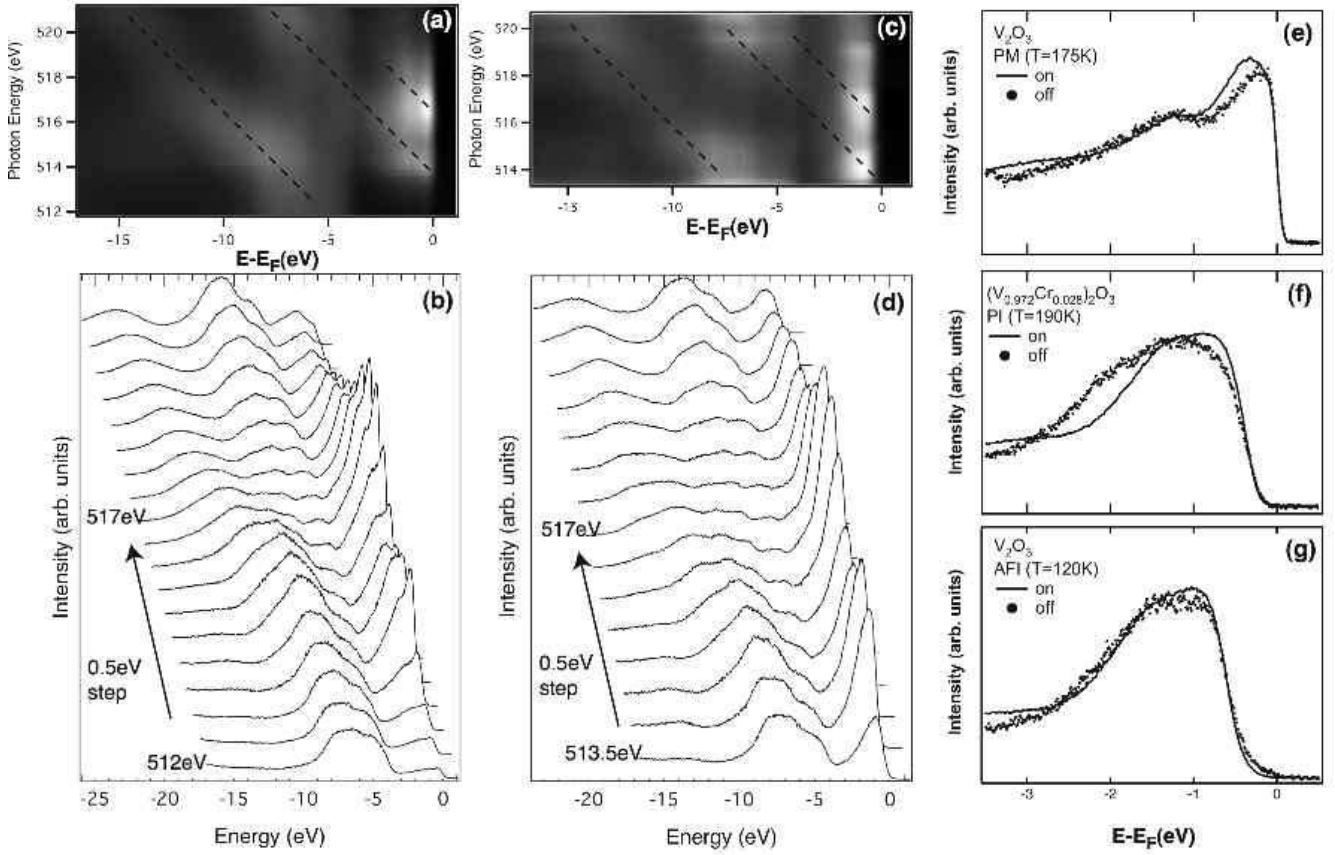 (a)
Photon Energy (eV)
520
518
516
514
512
-15
-10
-5
0
E-E_F(eV)
(c)
Photon Energy (eV)
520
518
516
514
-15
-10
-5
0
E-E_F(eV)
(b)
Intensity (arb. units)
517eV
0.5eV
step
512eV
-25
-20
-15
-10
-5
0
Energy (eV)
(d)
Intensity (arb. units)
517eV
0.5eV
step
513.5eV
-20
-15
-10
-5
0
Energy (eV)
(e)
V₂O₃
PM (T=175K)
on
off
Intensity (arb. units)
(f)
(V₀.₉₇₂Cr₀.₀₂₈)₂O₃
PI (T=190K)
on
off
Intensity (arb. units)
(g)
V₂O₃
AFI (T=120K)
on
off
Intensity (arb. units)
-3
-2
-1
0
E-E_F(eV)